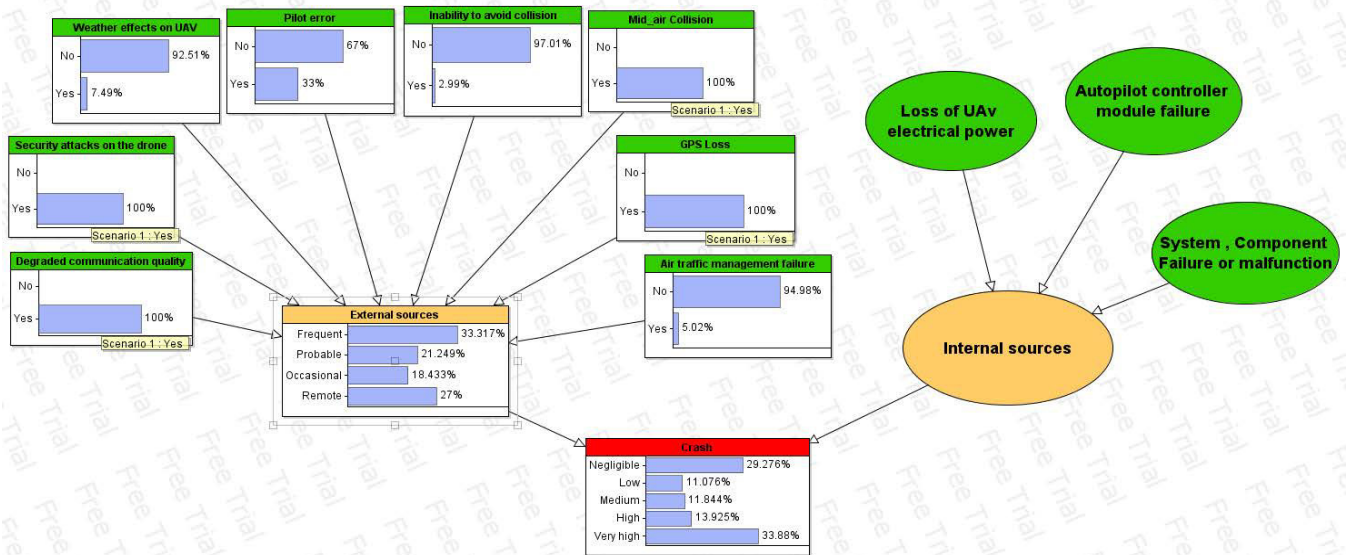 Weather effects on UAV
No
92.51%
Yes
7.49%
Pilot error
No
67%
Yes
33%
Inability to avoid collision
No
97.01%
Yes
2.99%
Mid_air Collision
No
Yes
100%
Scenario 1 : Yes
Security attacks on the drone
No
Yes
100%
Scenario 1 : Yes
GPS Loss
No
Yes
100%
Scenario 1 : Yes
Degraded communication quality
No
Yes
100%
Scenario 1 : Yes
Air traffic management failure
No
94.98%
Yes
5.02%
External sources
Frequent
33.317%
Probable
21.249%
Occasional
18.433%
Remote
27%
Loss of UAv
electrical power
Autopilot controller
module failure
System , Component
Failure or malfunction
Internal sources
Crash
Negligible
29.276%
Low
11.076%
Medium
11.844%
High
13.925%
Very high
33.88%
Free Trial